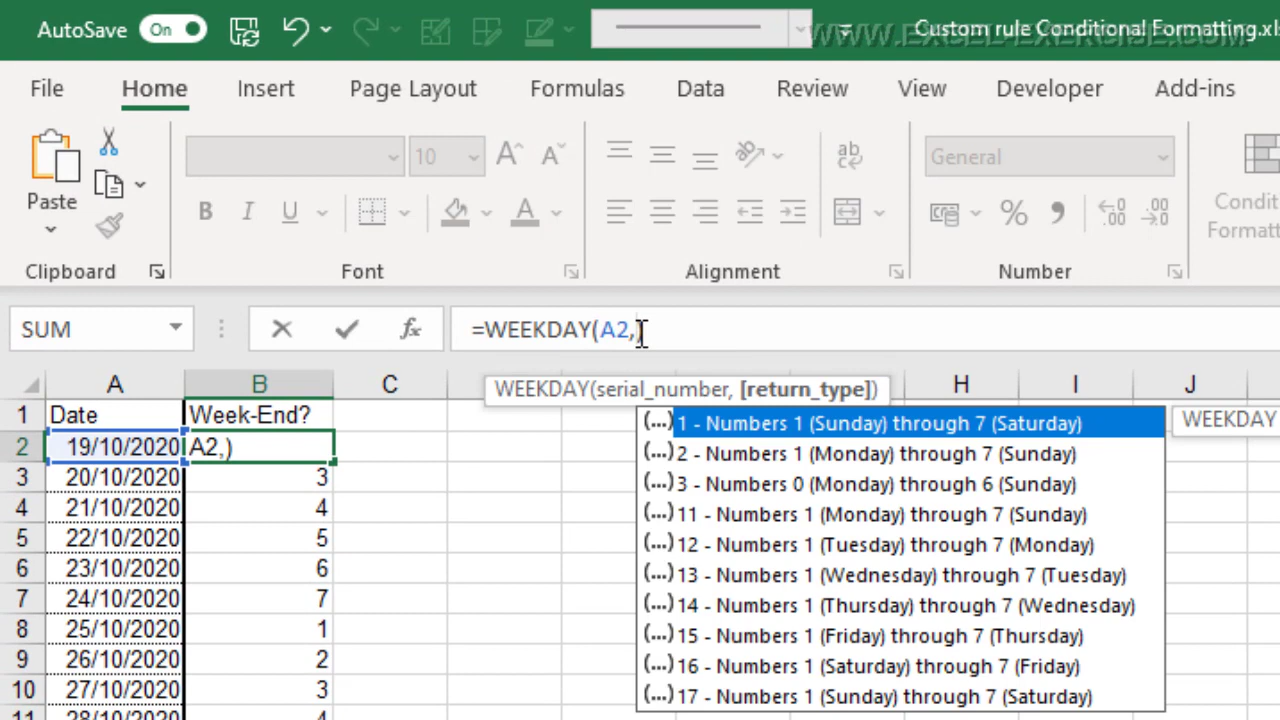 AutoSave On Custom rule Conditional Formatting.xls
WWW.EXCEL-EXERCISE.COM
File Home Insert Page Layout Formulas Data Review View Developer Add-ins
10 General
Paste
Condit
Formatt
Clipboard Font Alignment Number
SUM =WEEKDAY(A2,)
WEEKDAY(serial_number, [return_type])
A B C H I J
1 Date Week-End?
2 19/10/2020 A2,)
3 20/10/2020 3
4 21/10/2020 4
5 22/10/2020 5
6 23/10/2020 6
7 24/10/2020 7
8 25/10/2020 1
9 26/10/2020 2
10 27/10/2020 3
11 28/10/2020 4
(...) 1 - Numbers 1 (Sunday) through 7 (Saturday)
WEEKDAY
(...) 2 - Numbers 1 (Monday) through 7 (Sunday)
(...) 3 - Numbers 0 (Monday) through 6 (Sunday)
(...) 11 - Numbers 1 (Monday) through 7 (Sunday)
(...) 12 - Numbers 1 (Tuesday) through 7 (Monday)
(...) 13 - Numbers 1 (Wednesday) through 7 (Tuesday)
(...) 14 - Numbers 1 (Thursday) through 7 (Wednesday)
(...) 15 - Numbers 1 (Friday) through 7 (Thursday)
(...) 16 - Numbers 1 (Saturday) through 7 (Friday)
(...) 17 - Numbers 1 (Sunday) through 7 (Saturday)